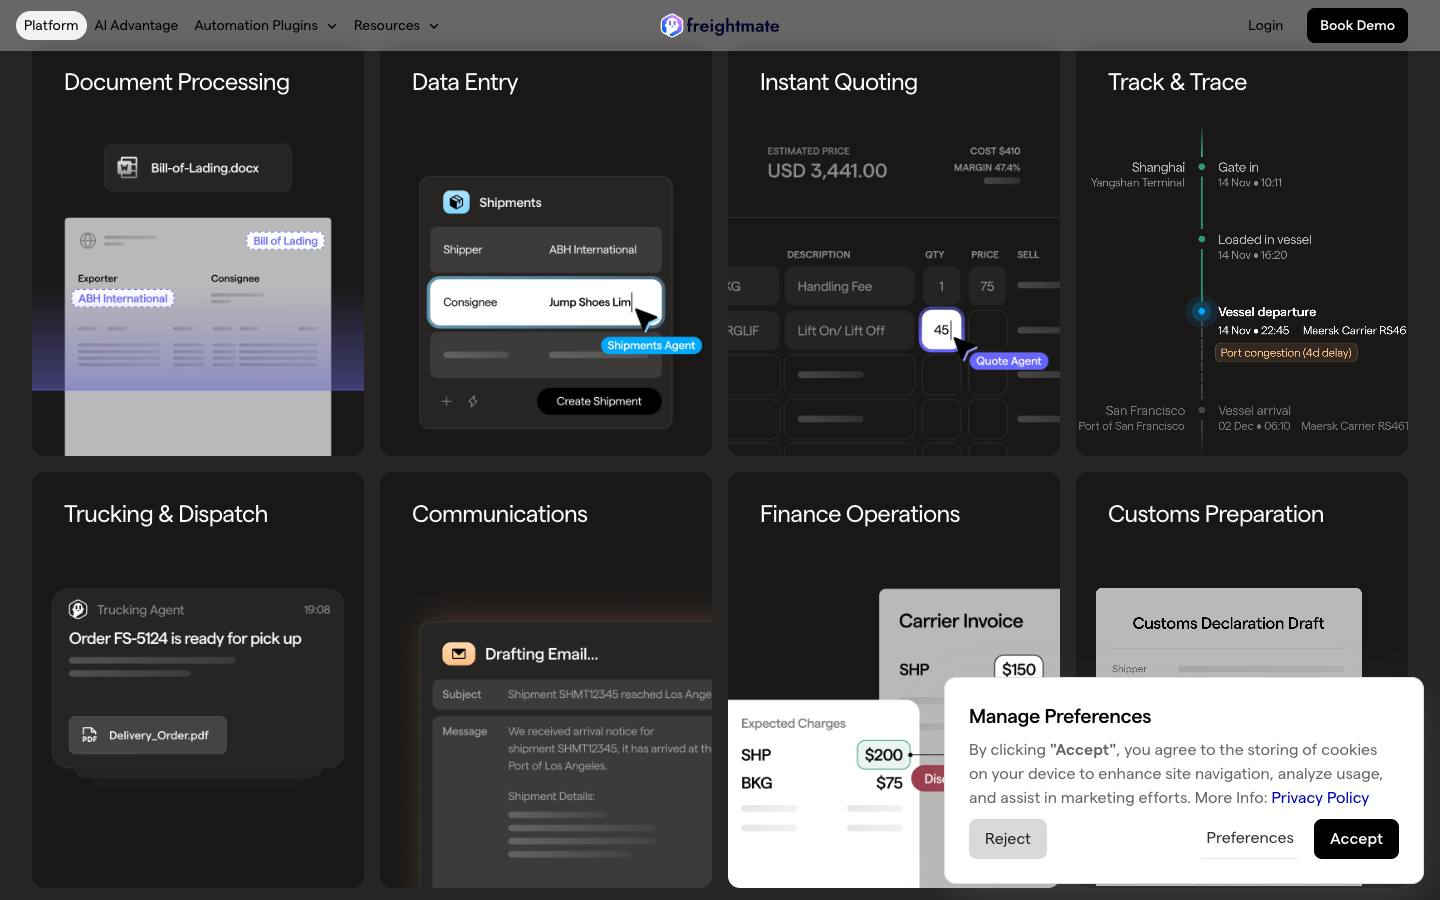 Platform
AI Advantage
Automation Plugins
Resources
freightmate
Login
Book Demo
Document Processing
Bill-of-Lading.docx
Bill of Lading
Exporter
Consignee
ABH International
Data Entry
Shipments
Shipper ABH International
Consignee Jump Shoes Lim
Shipments Agent
Create Shipment
Instant Quoting
ESTIMATED PRICE
USD 3,441.00
COST $410
MARGIN 47.4%
DESCRIPTION QTY PRICE SELL
KG Handling Fee 1 75
RGLIF Lift On/ Lift Off 45
Quote Agent
Track & Trace
Shanghai
Yangshan Terminal
Gate in
14 Nov • 10:11
Loaded in vessel
14 Nov • 16:20
Vessel departure
14 Nov • 22:45 Maersk Carrier RS46
Port congestion (4d delay)
San Francisco
Port of San Francisco
Vessel arrival
02 Dec • 06:10 Maersk Carrier RS461
Trucking & Dispatch
Trucking Agent 19:08
Order FS-5124 is ready for pick up
PDF Delivery_Order.pdf
Communications
Drafting Email...
Subject Shipment SHMT12345 reached Los Ange
Message We received arrival notice for
shipment SHMT12345, it has arrived at th
Port of Los Angeles.
Shipment Details:
Finance Operations
Carrier Invoice
SHP $150
Expected Charges
SHP $200
BKG $75
Disc
Customs Preparation
Customs Declaration Draft
Shipper
Manage Preferences
By clicking "Accept", you agree to the storing of cookies
on your device to enhance site navigation, analyze usage,
and assist in marketing efforts. More Info: Privacy Policy
Reject
Preferences
Accept